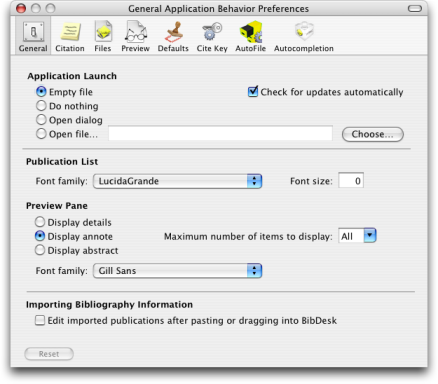 General Application Behavior Preferences
General Citation Files Preview Defaults Cite Key AutoFile Autocompletion
Application Launch
Empty file Check for updates automatically
Do nothing
Open dialog
Open file... Choose...
Publication List
Font family: LucidaGrande Font size: 0
Preview Pane
Display details
Display annote Maximum number of items to display: All
Display abstract
Font family: Gill Sans
Importing Bibliography Information
Edit imported publications after pasting or dragging into BibDesk
Reset